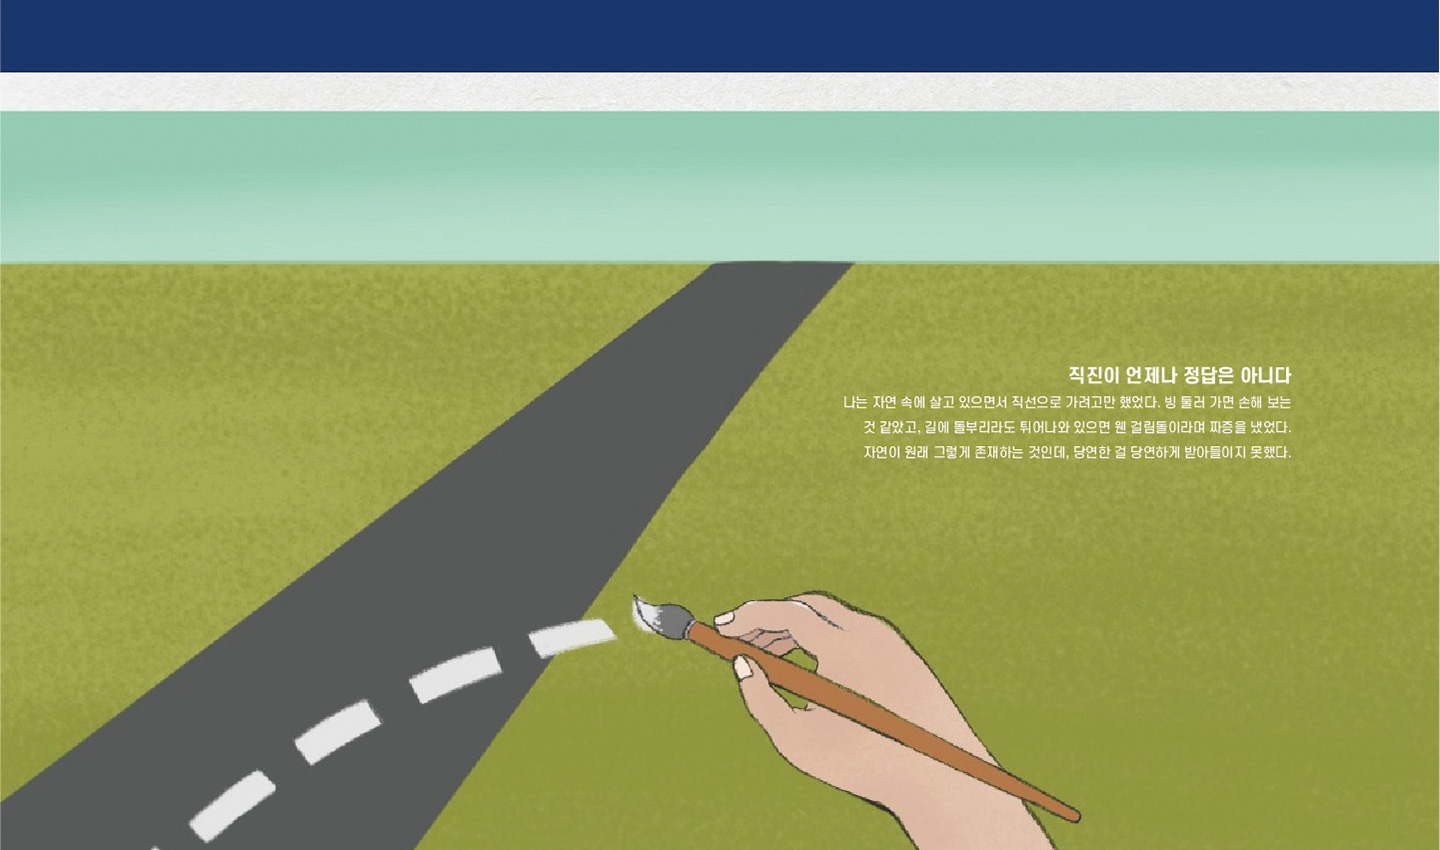 직진이 언제나 정답은 아니다
나는 자연 속에 살고 있으면서 직선으로 가려고만 했었다. 빙 둘러 가면 손해 보는
것 같았고, 길에 돌부리라도 튀어나와 있으면 웬 걸림돌이라며 짜증을 냈었다.
자연이 원래 그렇게 존재하는 것인데, 당연한 걸 당연하게 받아들이지 못했다.